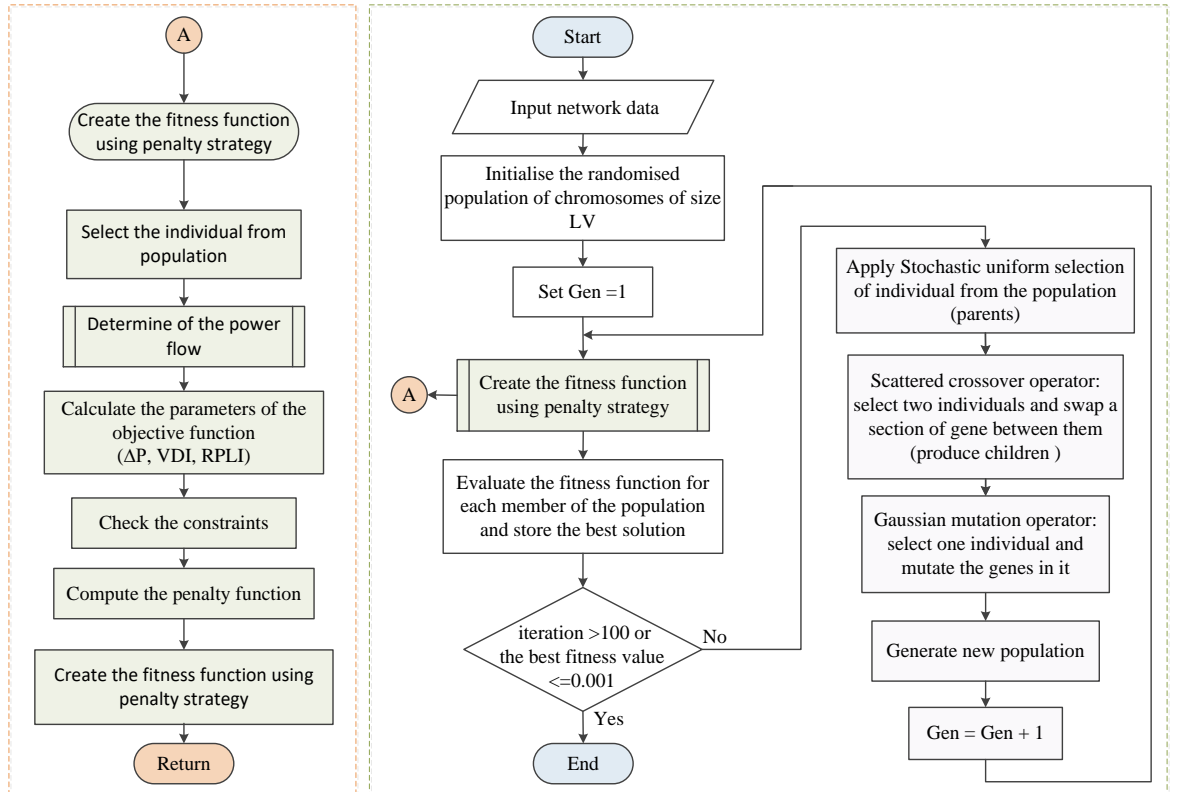 A
Create the fitness function
using penalty strategy
Select the individual from
population
Determine of the power
flow
Calculate the parameters of the
objective function
(ΔP, VDI, RPLI)
Check the constraints
Compute the penalty function
Create the fitness function using
penalty strategy
Return
Start
Input network data
Initialise the randomised
population of chromosomes of size
LV
Set Gen =1
A
Create the fitness function
using penalty strategy
Evaluate the fitness function for
each member of the population
and store the best solution
iteration >100 or
the best fitness value
<=0.001
No
Yes
End
Apply Stochastic uniform selection
of individual from the population
(parents)
Scattered crossover operator:
select two individuals and swap a
section of gene between them
(produce children )
Gaussian mutation operator:
select one individual and
mutate the genes in it
Generate new population
Gen = Gen + 1